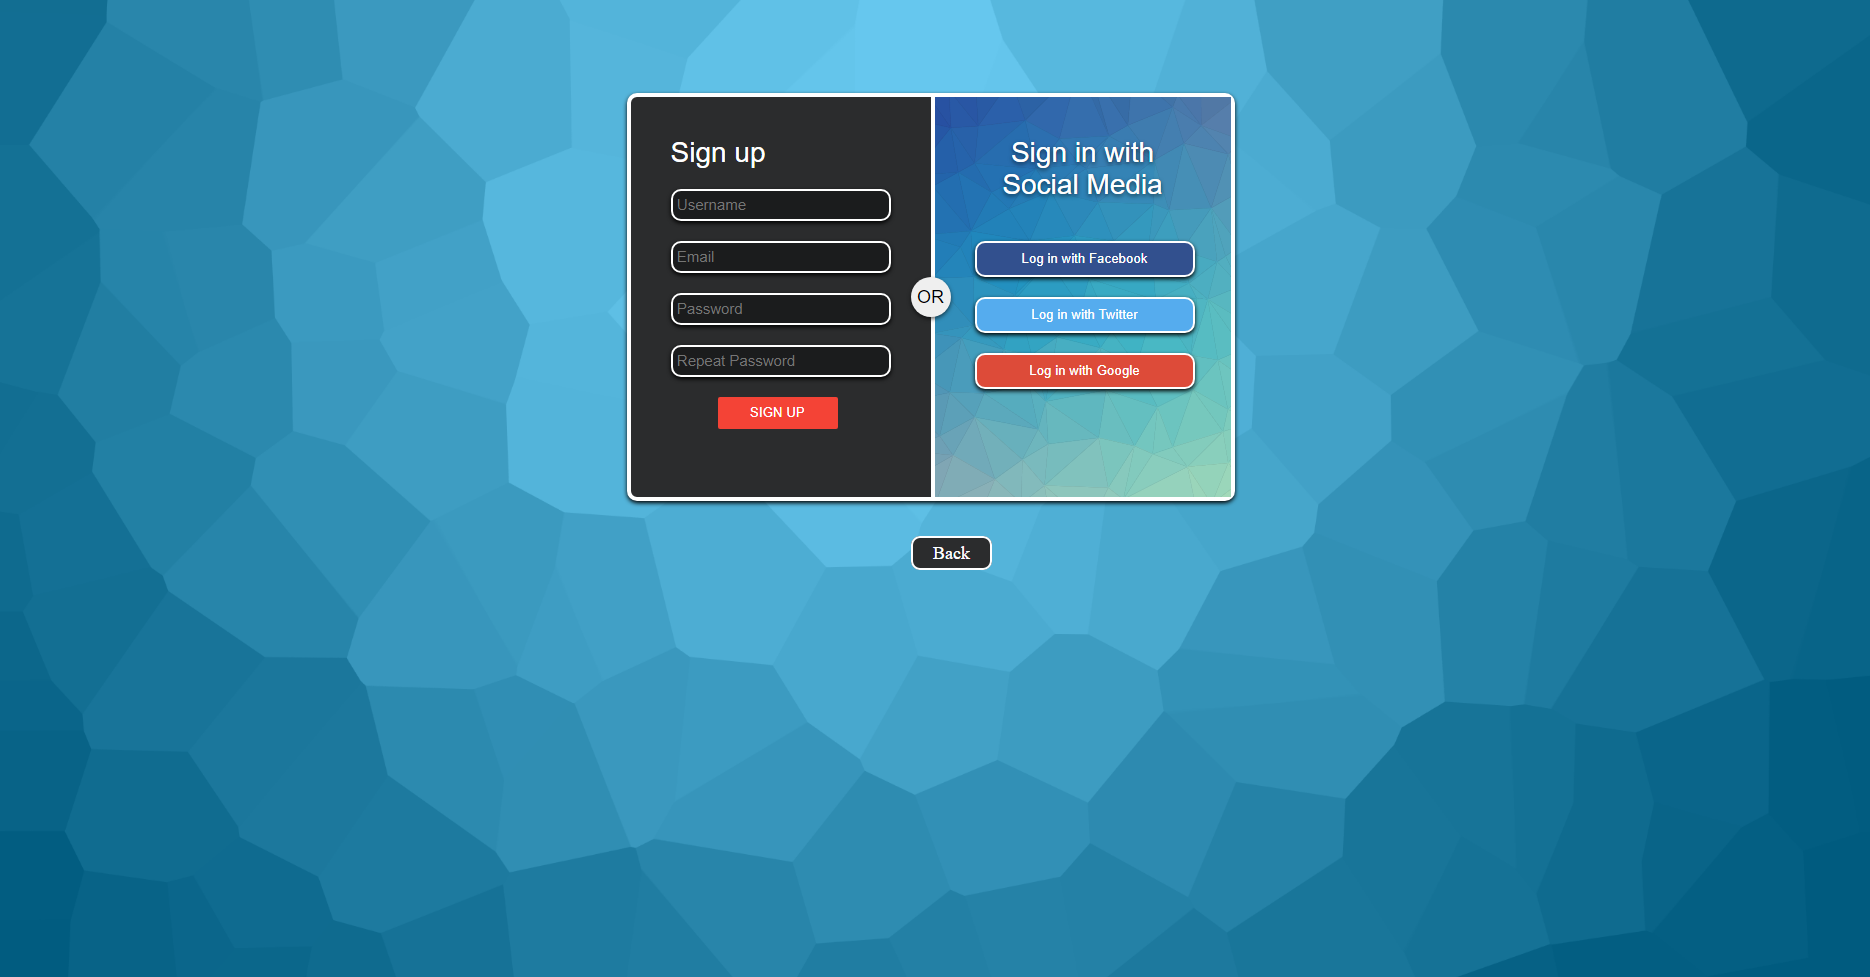 Sign up
Username
Email
Password
Repeat Password
SIGN UP
OR
Sign in with
Social Media
Log in with Facebook
Log in with Twitter
Log in with Google
Back